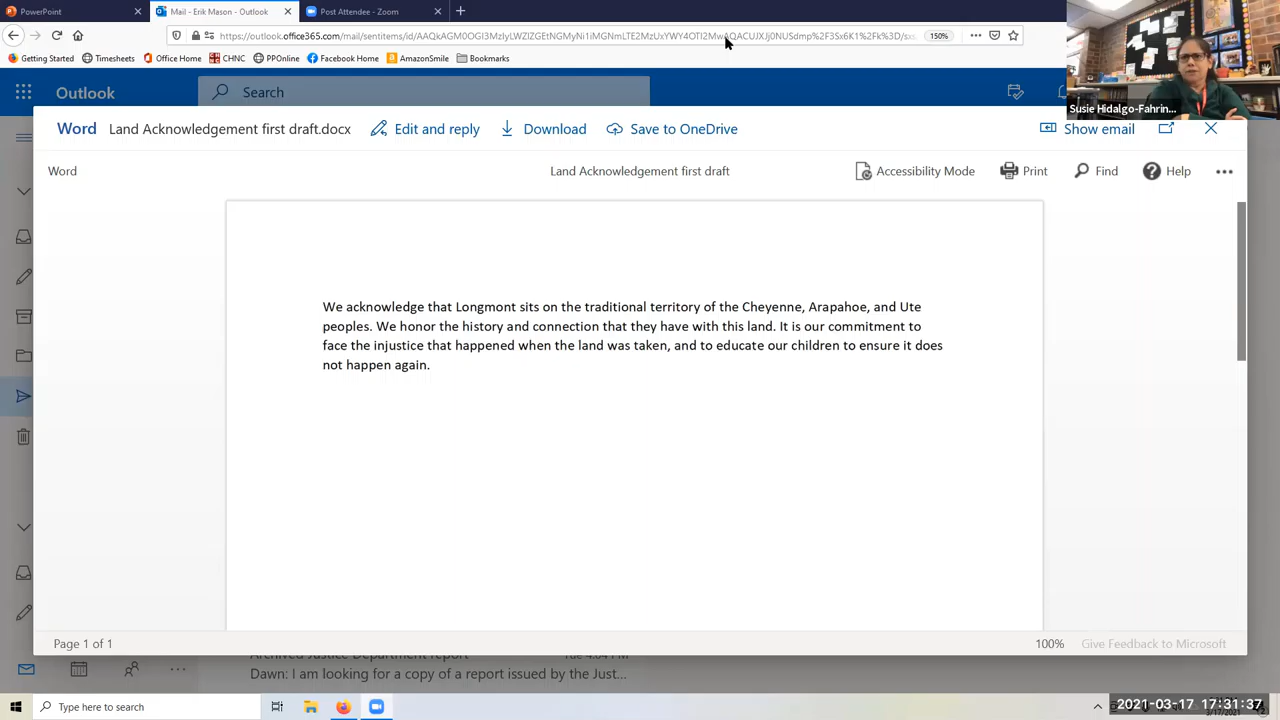 PowerPoint
Mail - Erik Mason - Outlook
Post Attendee - Zoom
150%
Getting Started
Timesheets
Office Home
CHNC
PPOnline
Facebook Home
AmazonSmile
Bookmarks
Outlook
Search
Susie Hidalgo-Fahrin...
Word
Land Acknowledgement first draft.docx
Edit and reply
Download
Save to OneDrive
Show email
Word
Land Acknowledgement first draft
Accessibility Mode
Print
Find
Help
We acknowledge that Longmont sits on the traditional territory of the Cheyenne, Arapahoe, and Ute
peoples. We honor the history and connection that they have with this land. It is our commitment to
face the injustice that happened when the land was taken, and to educate our children to ensure it does
not happen again.
Page 1 of 1
100%
Give Feedback to Microsoft
Archived Justice Department report
Dawn: I am looking for a copy of a report issued by the Just...
Type here to search
2021-03-17 17:31:37